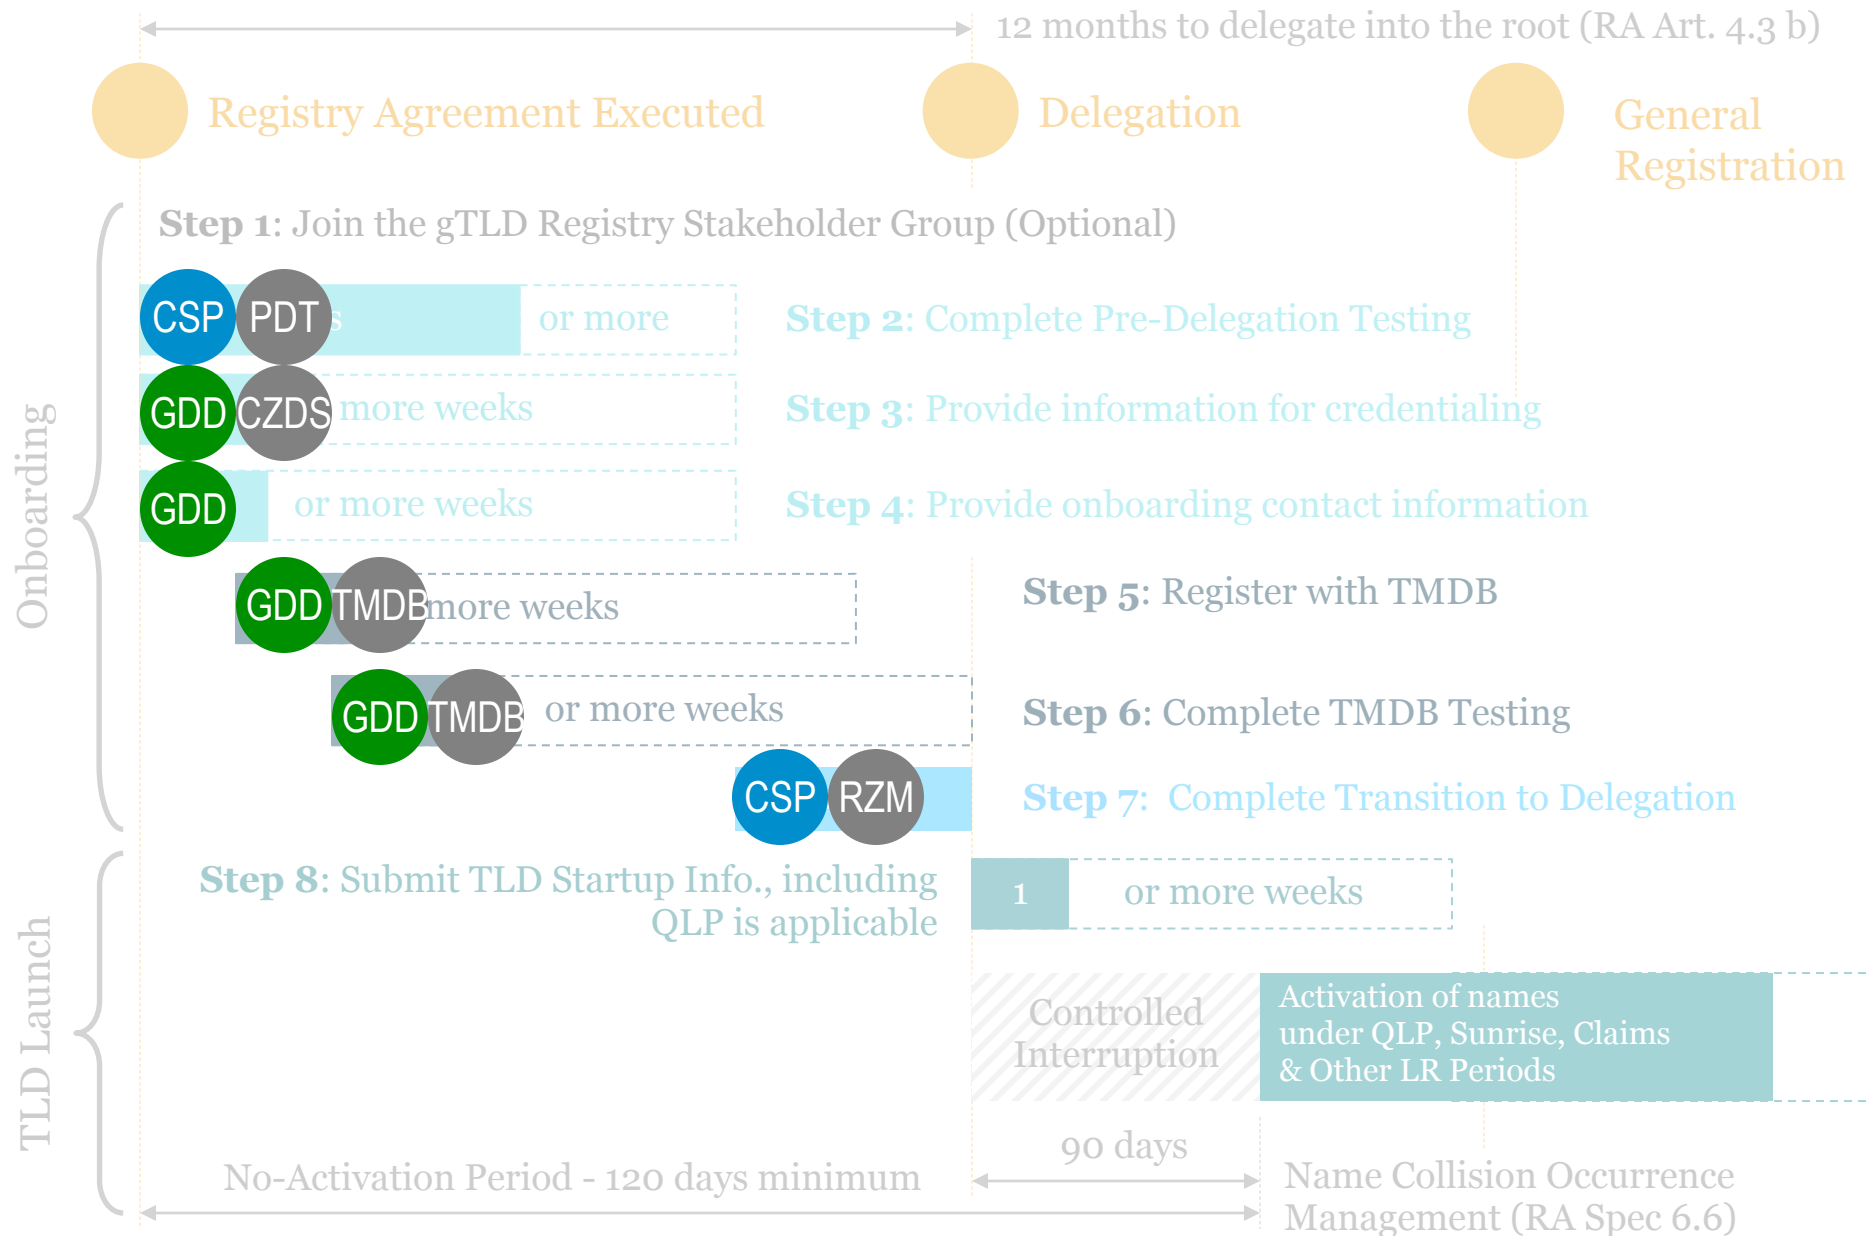 12 months to delegate into the root (RA Art. 4.3 b)
Registry Agreement Executed
Delegation
General
Registration
Onboarding
Step 1: Join the gTLD Registry Stakeholder Group (Optional)
CSP PDT s or more
Step 2: Complete Pre-Delegation Testing
GDD CZDS more weeks
Step 3: Provide information for credentialing
GDD or more weeks
Step 4: Provide onboarding contact information
GDD TMDB more weeks
Step 5: Register with TMDB
GDD TMDB or more weeks
Step 6: Complete TMDB Testing
CSP RZM
Step 7: Complete Transition to Delegation
TLD Launch
Step 8: Submit TLD Startup Info., including
QLP is applicable
1 or more weeks
Controlled
Interruption
Activation of names
under QLP, Sunrise, Claims
& Other LR Periods
90 days
No-Activation Period - 120 days minimum
Name Collision Occurrence
Management (RA Spec 6.6)